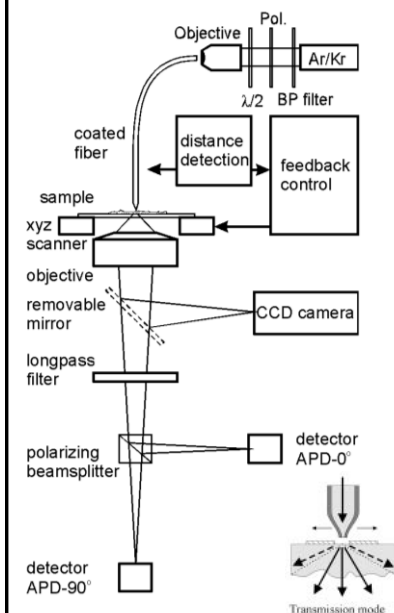 Pol.
Objective
Ar/Kr
λ/2
BP filter
coated
fiber
distance
detection
feedback
control
sample
xyz
scanner
objective
removable
mirror
CCD camera
longpass
filter
polarizing
beamsplitter
detector
APD-0°
detector
APD-90°
Transmission mode